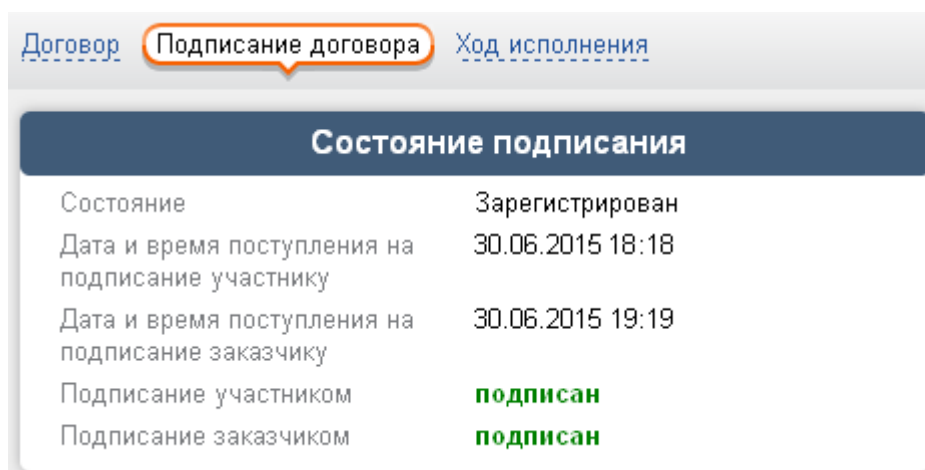 Договор Подписание договора Ход исполнения
Состояние подписания
Состояние Зарегистрирован
Дата и время поступления на 30.06.2015 18:18
подписание участнику
Дата и время поступления на 30.06.2015 19:19
подписание заказчику
Подписание участником подписан
Подписание заказчиком подписан